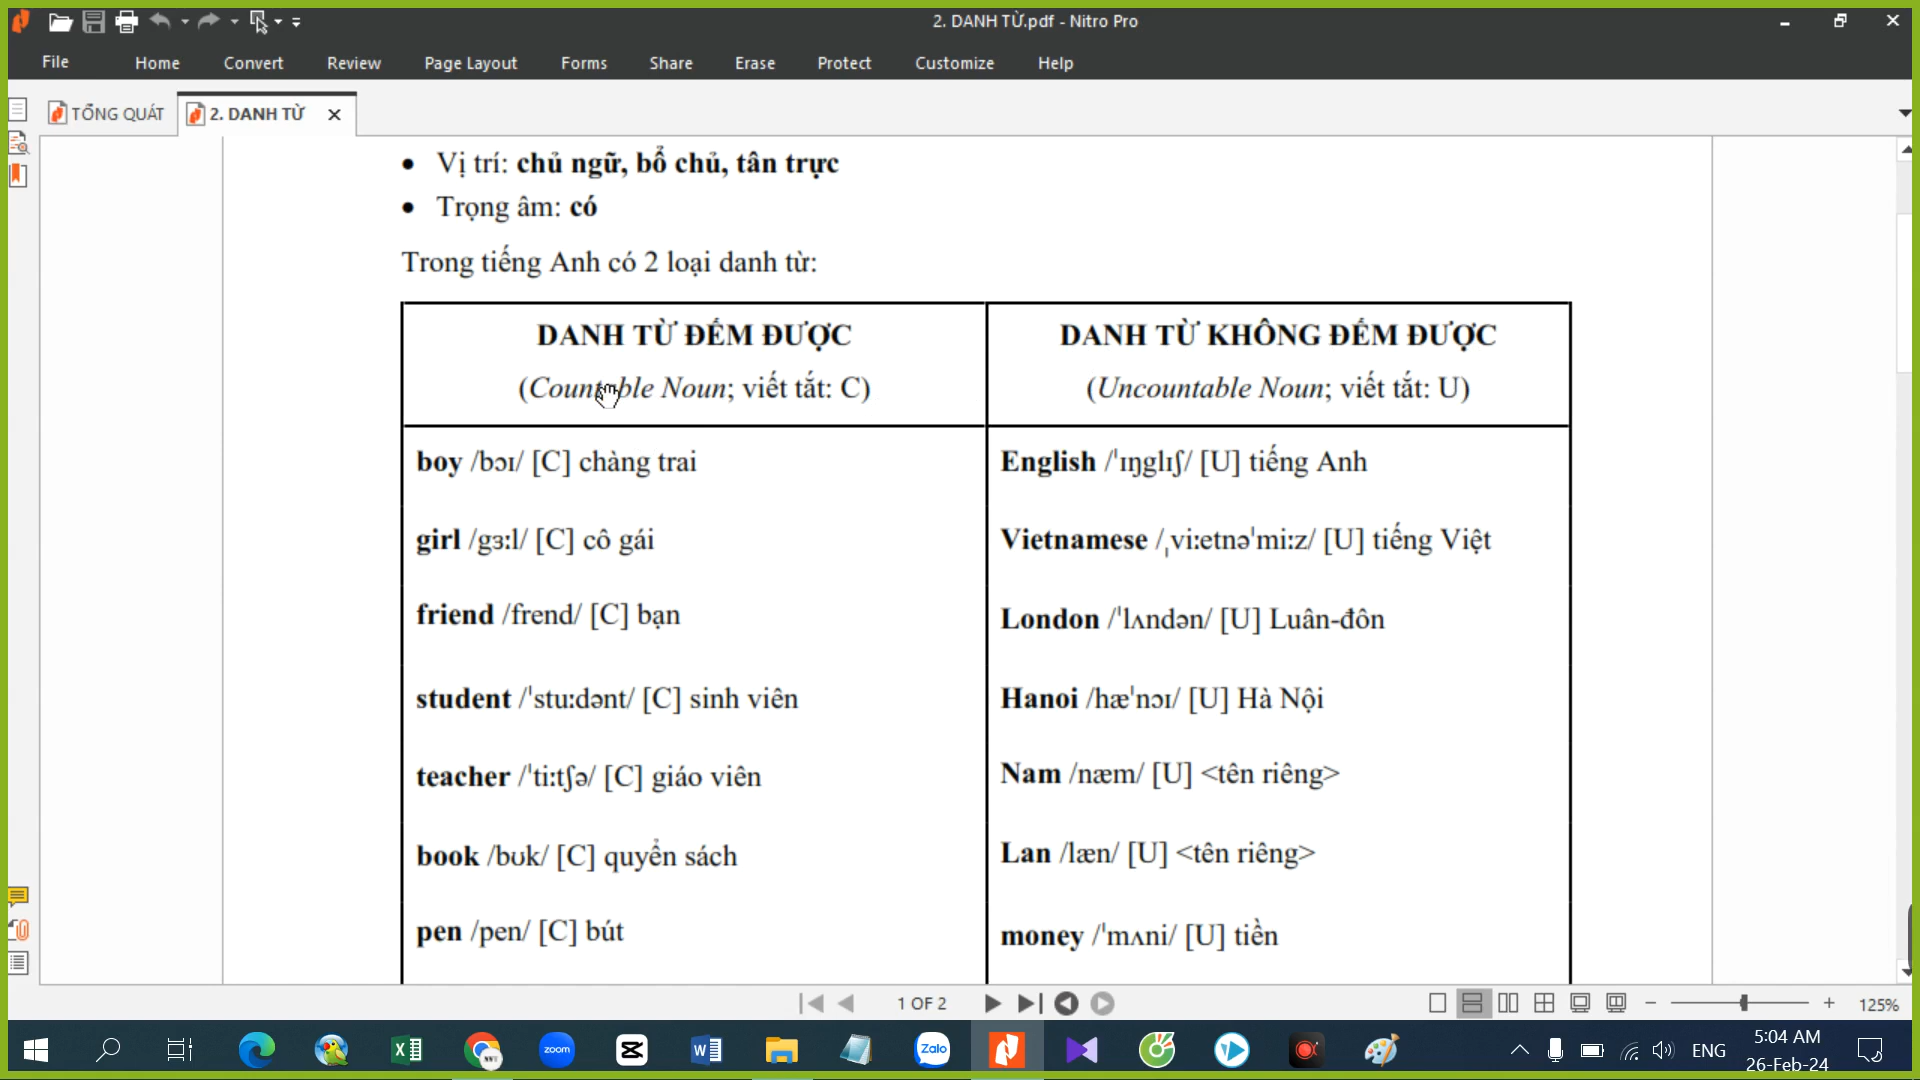 2. DANH TỪ.pdf - Nitro Pro
File Home Convert Review Page Layout Forms Share Erase Protect Customize Help
TỔNG QUÁT 2. DANH TỪ
• Vị trí: chủ ngữ, bổ chủ, tân trực
• Trọng âm: có
Trong tiếng Anh có 2 loại danh từ:
DANH TỪ ĐẾM ĐƯỢC
(Countable Noun; viết tắt: C)
DANH TỪ KHÔNG ĐẾM ĐƯỢC
(Uncountable Noun; viết tắt: U)
boy /bɔɪ/ [C] chàng trai
girl /gɜːl/ [C] cô gái
friend /frend/ [C] bạn
student /ˈstuːdənt/ [C] sinh viên
teacher /ˈtiːtʃə/ [C] giáo viên
book /bʊk/ [C] quyển sách
pen /pen/ [C] bút
English /ˈɪŋglɪʃ/ [U] tiếng Anh
Vietnamese /ˌviːetnəˈmiːz/ [U] tiếng Việt
London /ˈlʌndən/ [U] Luân-đôn
Hanoi /hæˈnɔɪ/ [U] Hà Nội
Nam /næm/ [U] <tên riêng>
Lan /læn/ [U] <tên riêng>
money /ˈmʌni/ [U] tiền
1 OF 2
125%
zoom
Zalo
ENG
5:04 AM
26-Feb-24